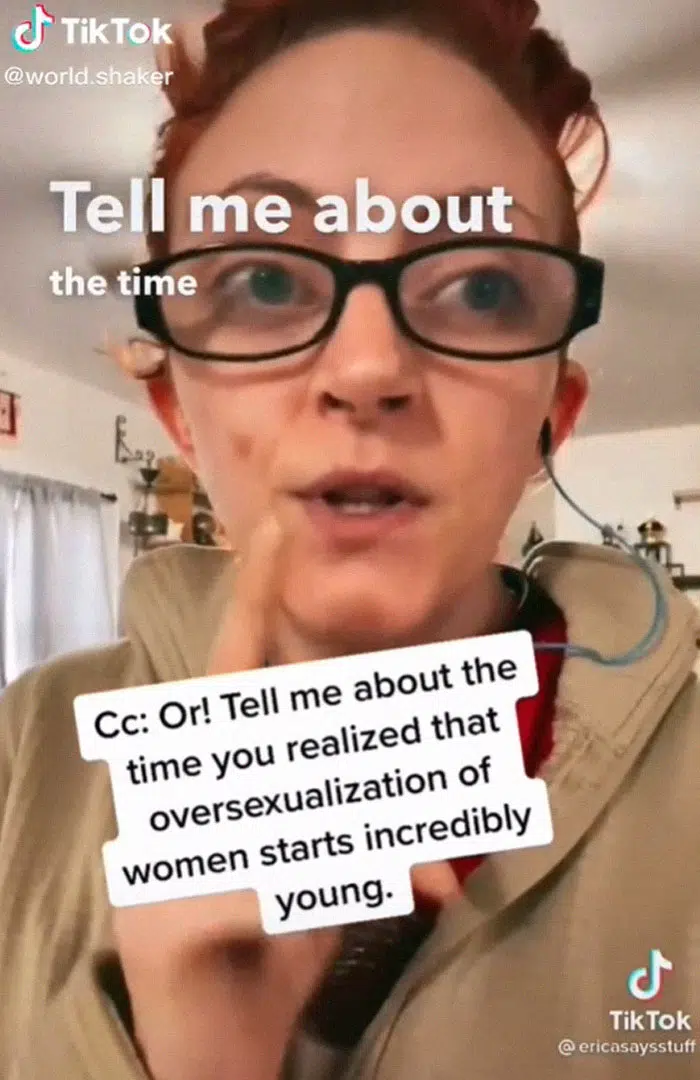 TikTok
@world.shaker
Tell me about
the time
Cc: Or! Tell me about the
time you realized that
oversexualization of
women starts incredibly
young.
TikTok
@ericasaysstuff